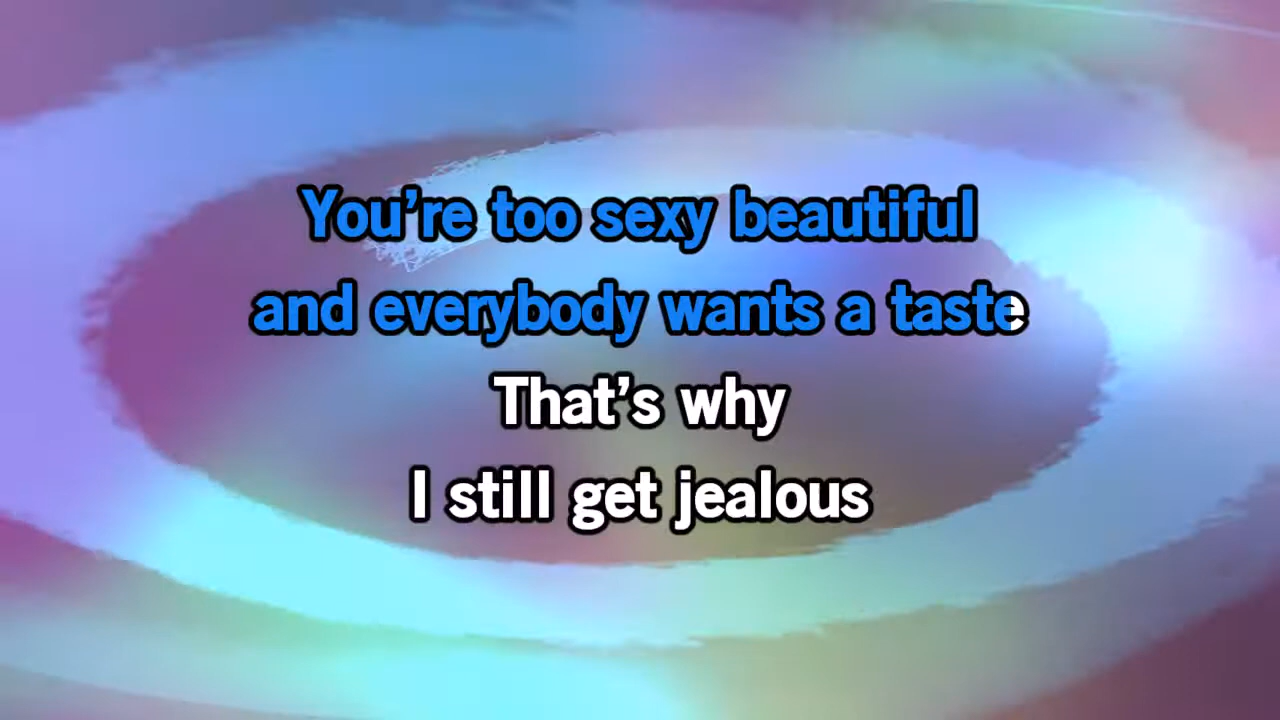 You're too sexy beautiful
and everybody wants a taste
That's why
I still get jealous